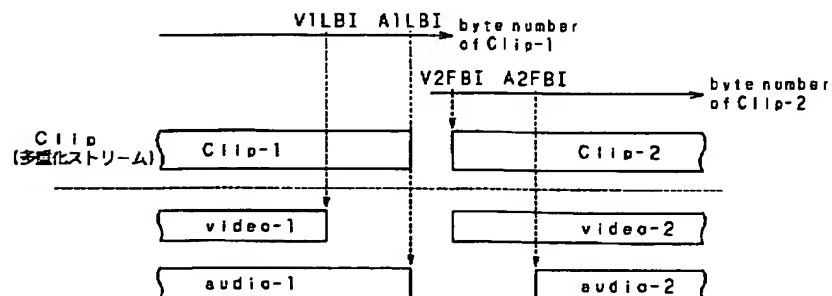 V1LBI A1LBI
byte number
of Clip-1
V2FBI A2FBI
byte number
of Clip-2
Clip
(多重化ストリーム)
Clip-1
Clip-2
video-1
video-2
audio-1
audio-2